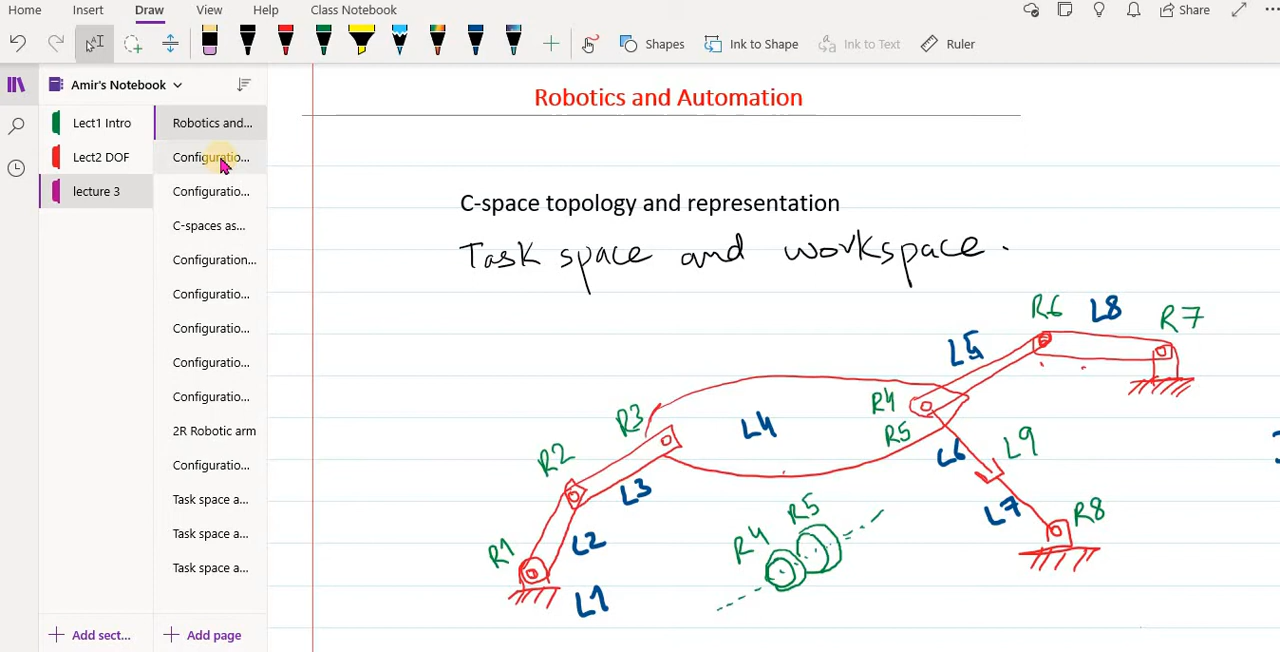 Home Insert Draw View Help Class Notebook Share
Shapes Ink to Shape Ink to Text Ruler
Amir's Notebook
Lect1 Intro
Lect2 DOF
lecture 3
Robotics and...
Configuratio...
Configuratio...
C-spaces as...
Configuration...
Configuratio...
Configuratio...
Configuratio...
Configuratio...
2R Robotic arm
Configuratio...
Task space a...
Task space a...
Task space a...
Add sect...
Add page
Robotics and Automation
C-space topology and representation
Task space and workspace.
R6 L8 R7
L5
R3 R4
L4 R5
R2 L6 L9
L3
R5 L7 R8
R1 L2 R4
L1